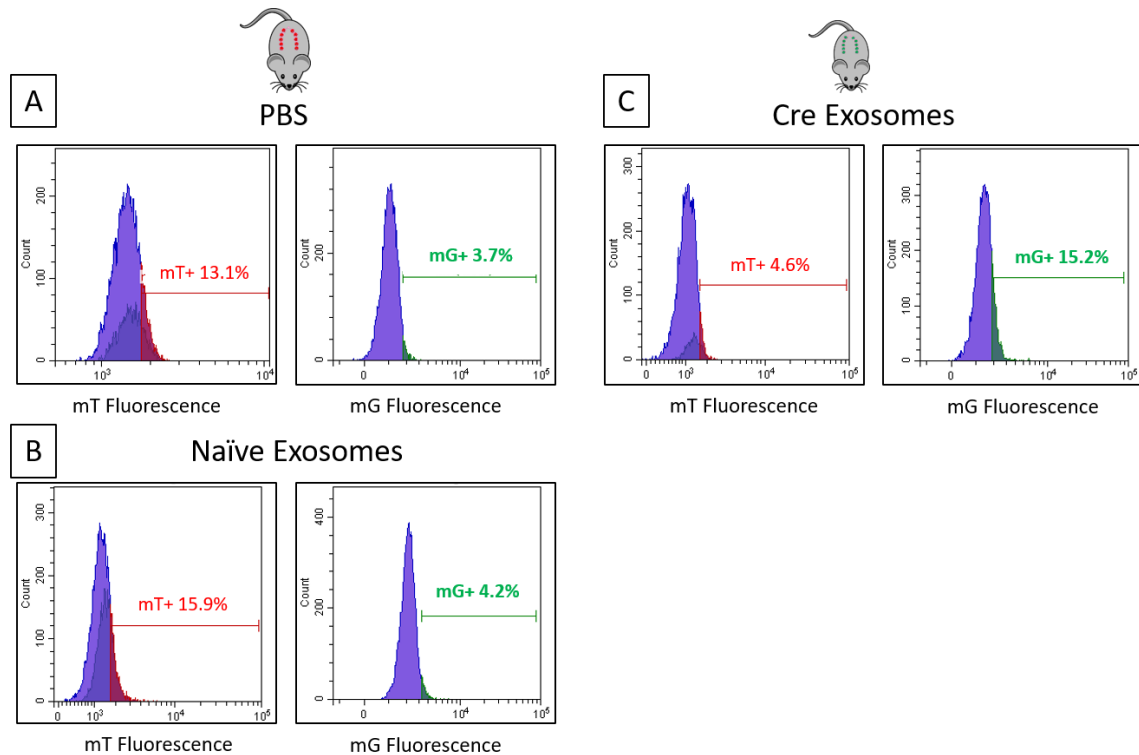 A
PBS
Count
200
100
0
mT+ 13.1%
10³
10⁴
mT Fluorescence
Count
200
0
mG+ 3.7%
0
10⁴
10⁵
mG Fluorescence
C
Cre Exosomes
Count
300
200
100
0
mT+ 4.6%
0
10³
10⁴
10⁵
mT Fluorescence
Count
300
200
100
0
mG+ 15.2%
0
10⁴
10⁵
mG Fluorescence
B
Naïve Exosomes
Count
300
200
100
0
mT+ 15.9%
0
10³
10⁴
10⁵
mT Fluorescence
Count
400
200
0
mG+ 4.2%
0
10⁴
10⁵
mG Fluorescence